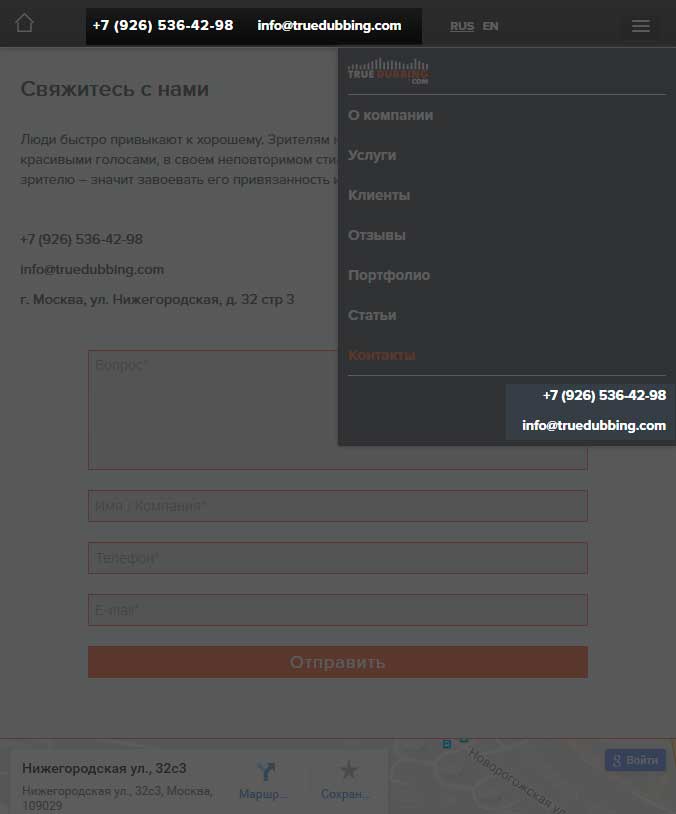 +7 (926) 536-42-98 info@truedubbing.com RUS EN
TRUE DUBBING
.COM
Свяжитесь с нами
Люди быстро привыкают к хорошему. Зрителям
красивыми голосами, в своем неповторимом
зрителю – значит завоевать его привязанность
+7 (926) 536-42-98
info@truedubbing.com
г. Москва, ул. Нижегородская, д. 32 стр 3
О компании
Услуги
Клиенты
Отзывы
Портфолио
Статьи
Контакты
+7 (926) 536-42-98
info@truedubbing.com
Вопрос*
Имя / Компания*
Телефон*
E-mail*
Отправить
Нижегородская ул., 32с3
Нижегородская ул., 32с3, Москва,
109029
Маршр...
Сохран...
Новорогожская ул
Войти